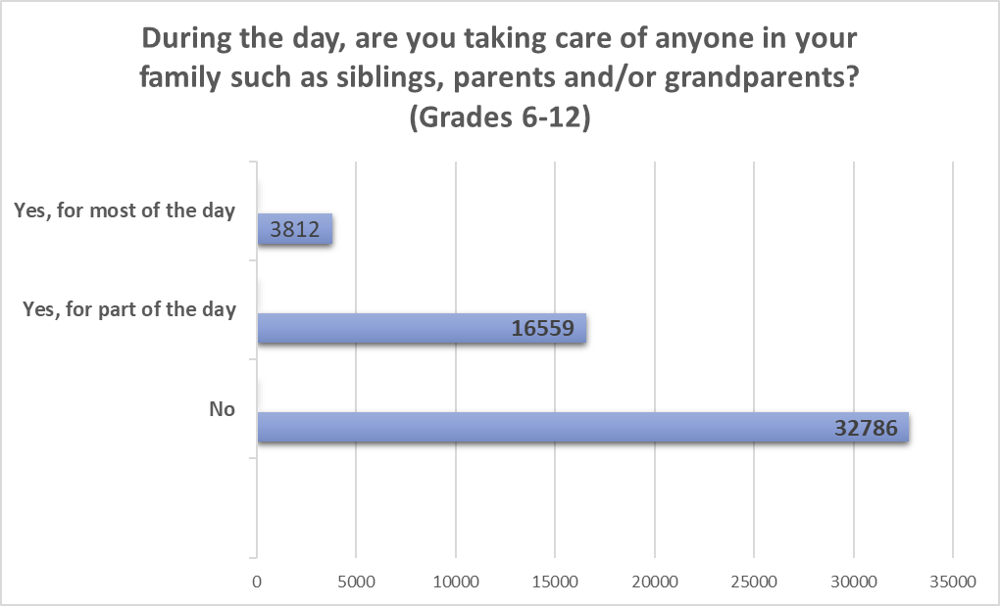 During the day, are you taking care of anyone in your
family such as siblings, parents and/or grandparents?
(Grades 6-12)
Yes, for most of the day
3812
Yes, for part of the day
16559
No
32786
0 5000 10000 15000 20000 25000 30000 35000